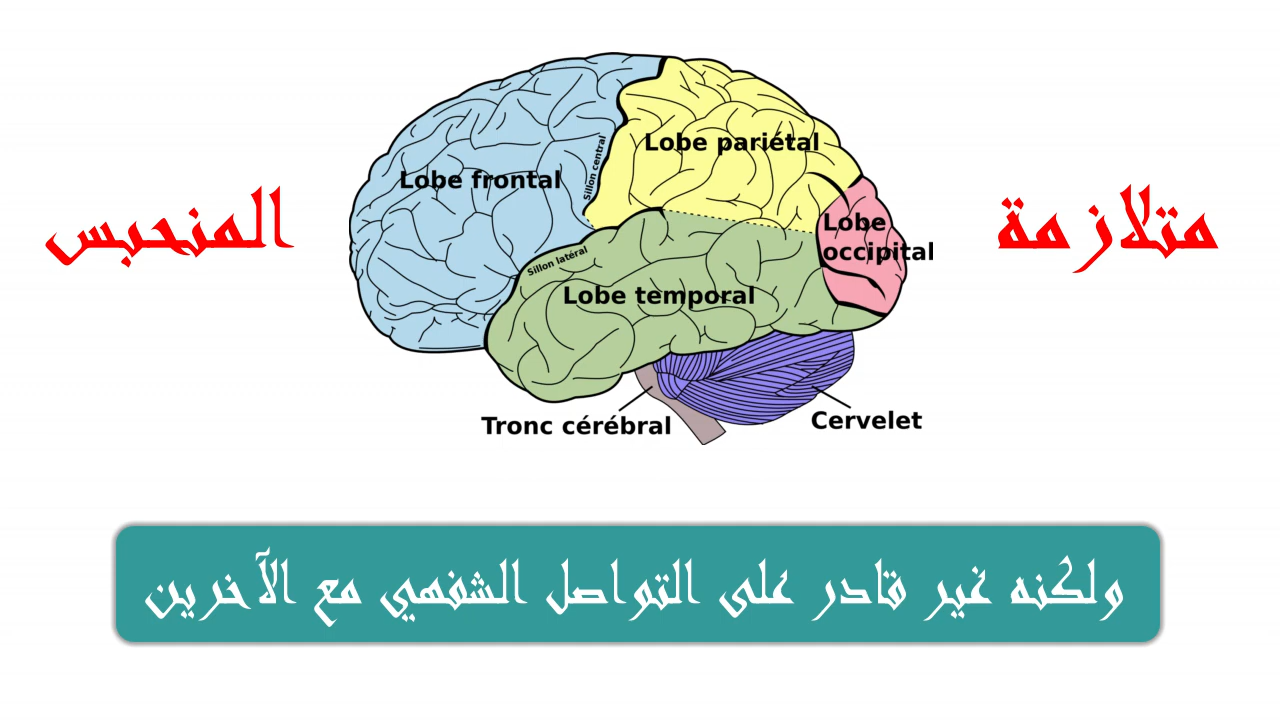 متلازمة
المنحبس
Lobe frontal
Sillon central
Lobe pariétal
Lobe
occipital
Sillon latéral
Lobe temporal
Tronc cérébral
Cervelet
ولكنه غير قادر على التواصل الشفهي مع الآخرين